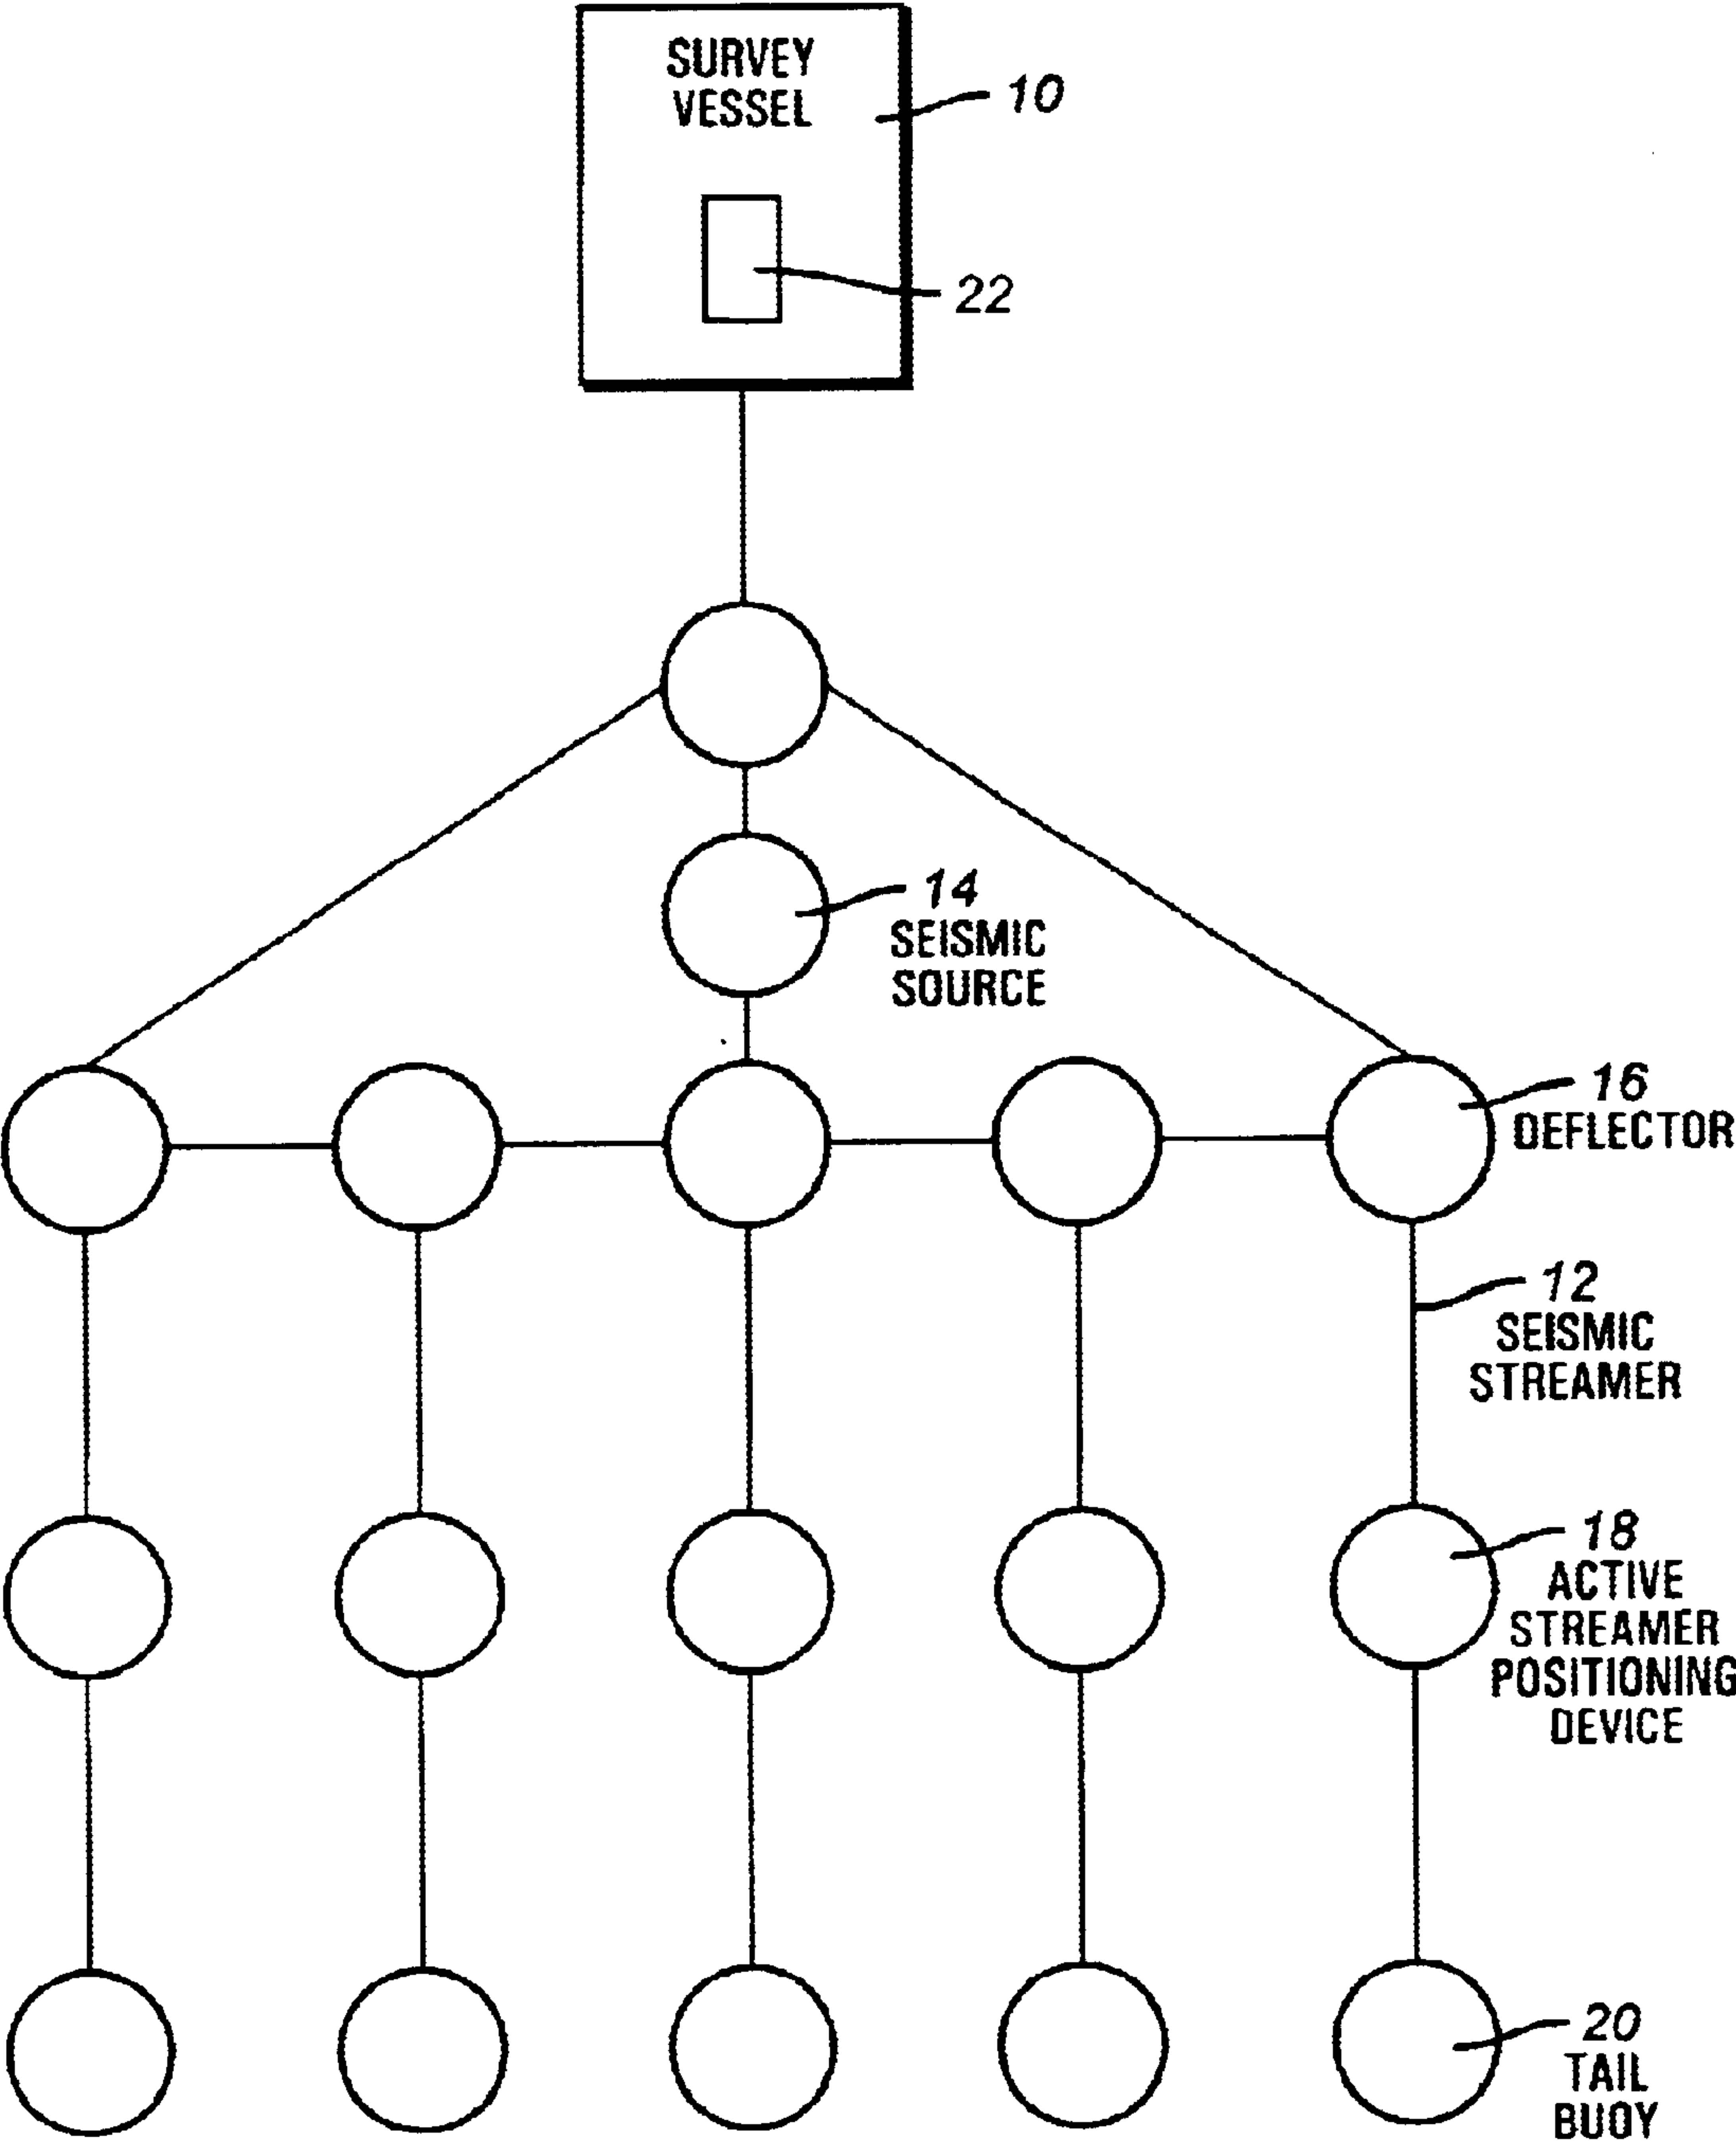 SURVEY
VESSEL
10
22
14
SEISMIC
SOURCE
16
DEFLECTOR
12
SEISMIC
STREAMER
18
ACTIVE
STREAMER
POSITIONING
DEVICE
20
TAIL
BUOY